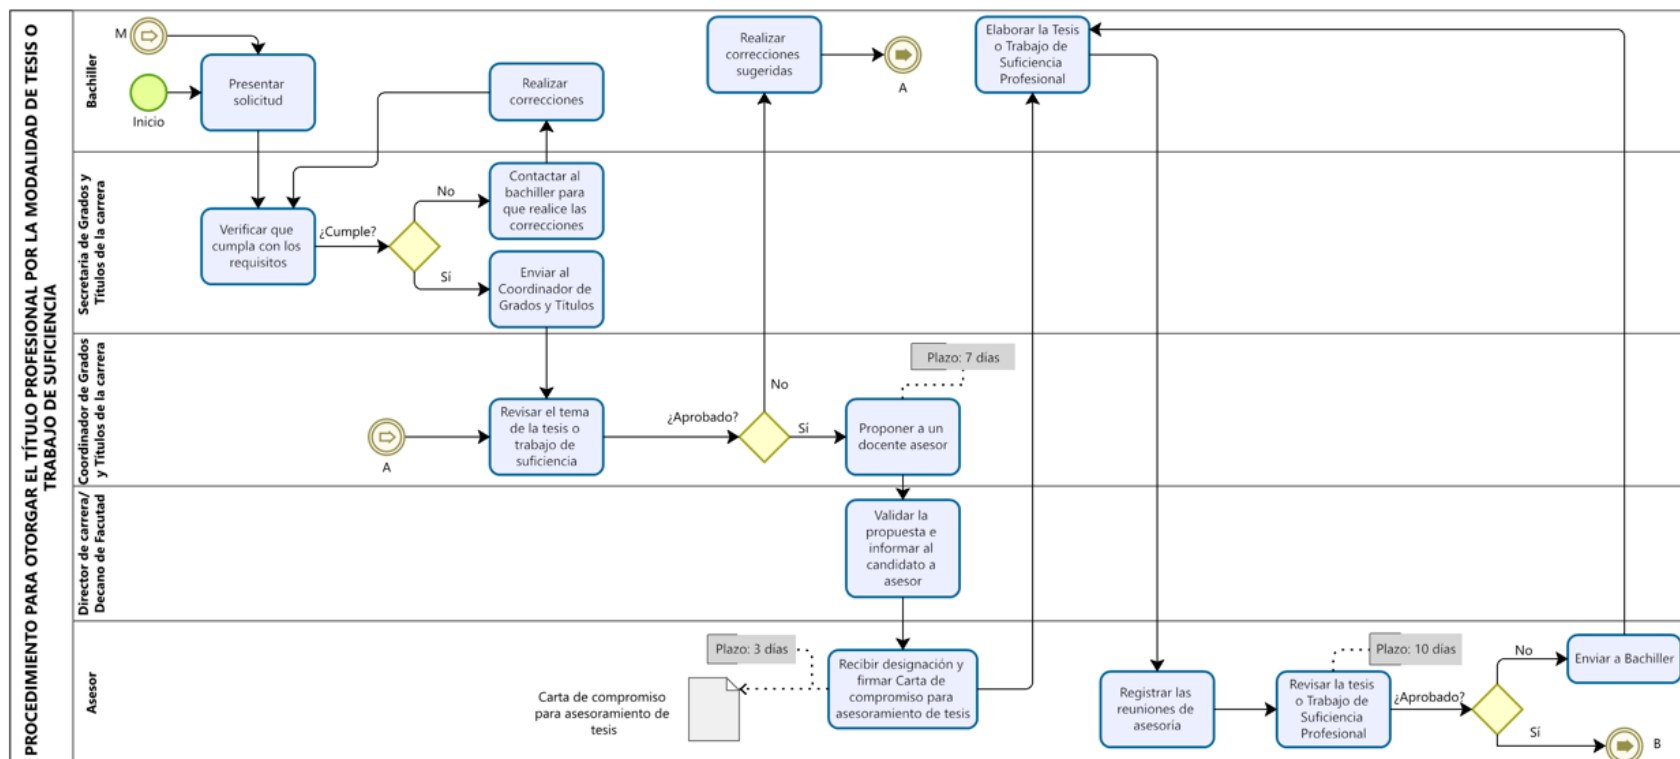 PROCEDIMIENTO PARA OTORGAR EL TÍTULO PROFESIONAL POR LA MODALIDAD DE TESIS O
TRABAJO DE SUFICIENCIA
Bachiller
M
Inicio
Presentar
solicitud
Realizar
correcciones
Realizar
correcciones
sugeridas
A
Elaborar la Tesis
o Trabajo de
Suficiencia
Profesional
Secretaria de Grados y
Títulos de la carrera
Verificar que
cumpla con los
requisitos
¿Cumple?
No
Contactar al
bachiller para
que realice las
correcciones
Sí
Enviar al
Coordinador de
Grados y Títulos
Coordinador de Grados
y Títulos de la carrera
A
Revisar el tema
de la tesis o
trabajo de
suficiencia
¿Aprobado?
No
Sí
Plazo: 7 días
Proponer a un
docente asesor
Director de carrera/
Decano de Facutad
Validar la
propuesta e
informar al
candidato a
asesor
Asesor
Plazo: 3 días
Carta de compromiso
para asesoramiento de
tesis
Recibir designación y
firmar Carta de
compromiso para
asesoramiento de tesis
Registrar las
reuniones de
asesoría
Plazo: 10 días
Revisar la tesis
o Trabajo de
Suficiencia
Profesional
¿Aprobado?
No
Enviar a Bachiller
Sí
B